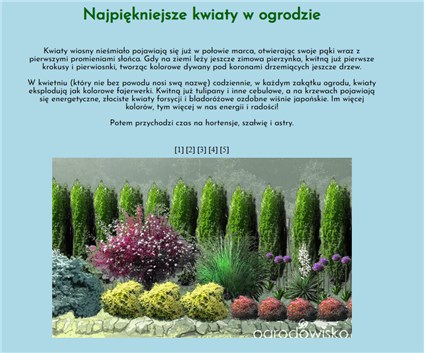 Najpiękniejsze kwiaty w ogrodzie
Kwiaty wiosny nieśmiało pojawiają się już w połowie marca, otwierając swoje pąki wraz z
pierwszymi promieniami słońca. Gdy na ziemi leży jeszcze zimowa pierzynka, kwitną już pierwsze
krokusy i pierwiosnki, tworząc kolorowe dywany pod koronami drzemiących jeszcze drzew.
W kwietniu (który nie bez powodu nosi swą nazwę) codziennie, w każdym zakątku ogrodu, kwiaty
eksplodują jak kolorowe fajerwerki. Kwitną już tulipany i inne cebulowe, a na krzewach pojawiają
się energetyczne, złociste kwiaty forsycji i bladoróżowe ozdobne wiśnie japońskie. Im więcej
kolorów, tym więcej w nas energii i radości!
Potem przychodzi czas na hortensje, szałwię i astry.
[1] [2] [3] [4] [5]
ogrodowisko